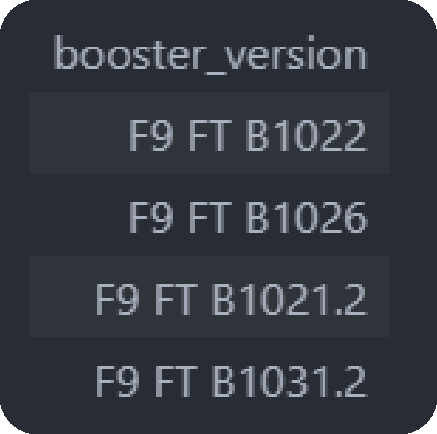 booster_version
F9 FT B1022
F9 FT B1026
F9 FT B1021.2
F9 FT B1031.2